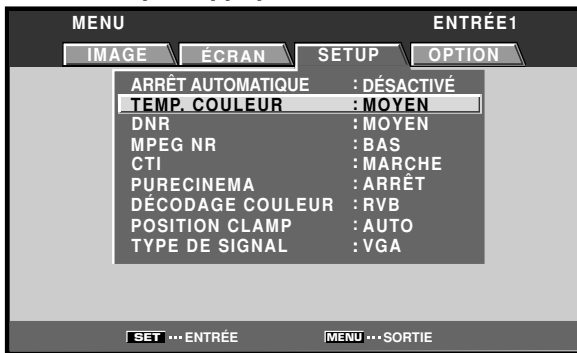 MENU ENTRÉE1
IMAGE ÉCRAN SETUP OPTION
ARRÊT AUTOMATIQUE : DÉSACTIVÉ
TEMP. COULEUR : MOYEN
DNR : MOYEN
MPEG NR : BAS
CTI : MARCHE
PURECINEMA : ARRÊT
DÉCODAGE COULEUR : RVB
POSITION CLAMP : AUTO
TYPE DE SIGNAL : VGA
SET ••• ENTRÉE MENU ••• SORTIE